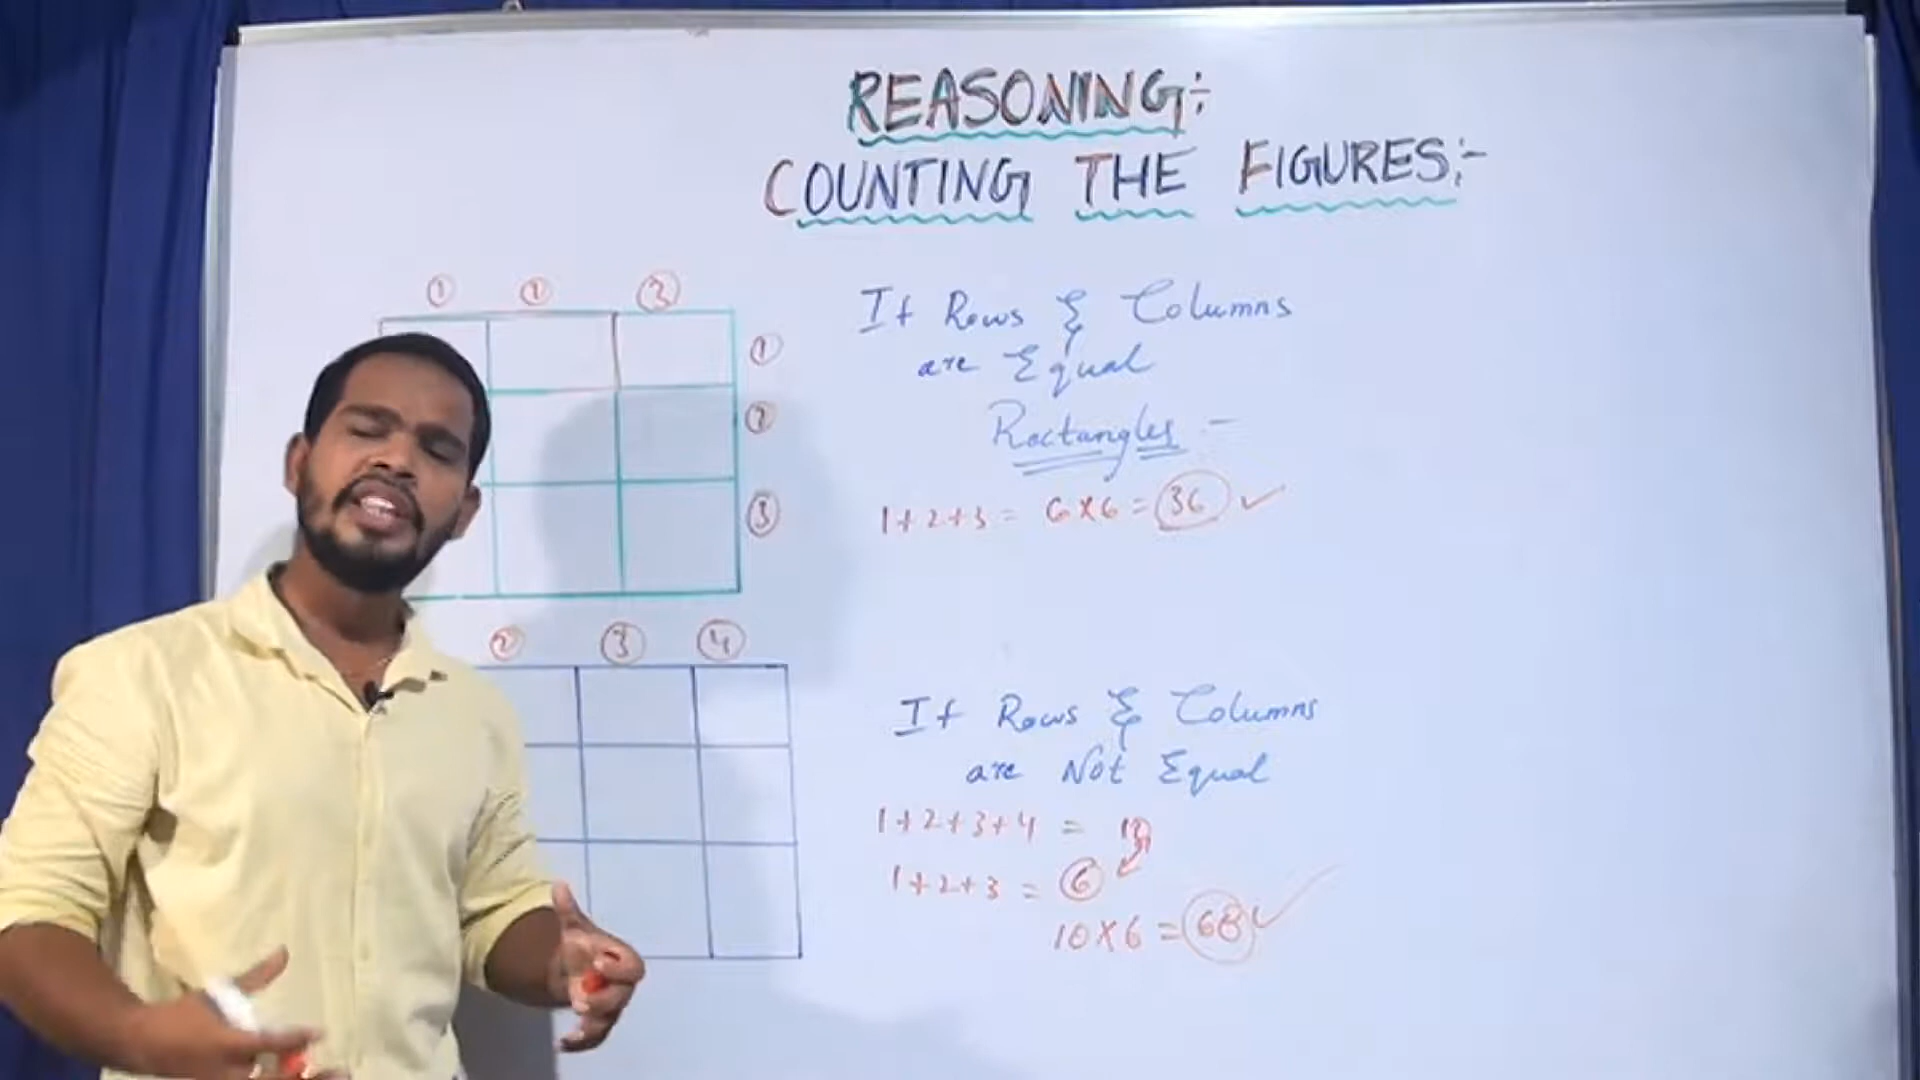 REASONING:-
COUNTING THE FIGURES:-
① ① ③
①
②
③
If Rows & Columns
are Equal
Rectangles -
1+2+3 = 6×6 = 36 ✓
② ③ ④
If Rows & Columns
are Not Equal
1+2+3+4 = 10
1+2+3 = 6
10×6 = 60 ✓